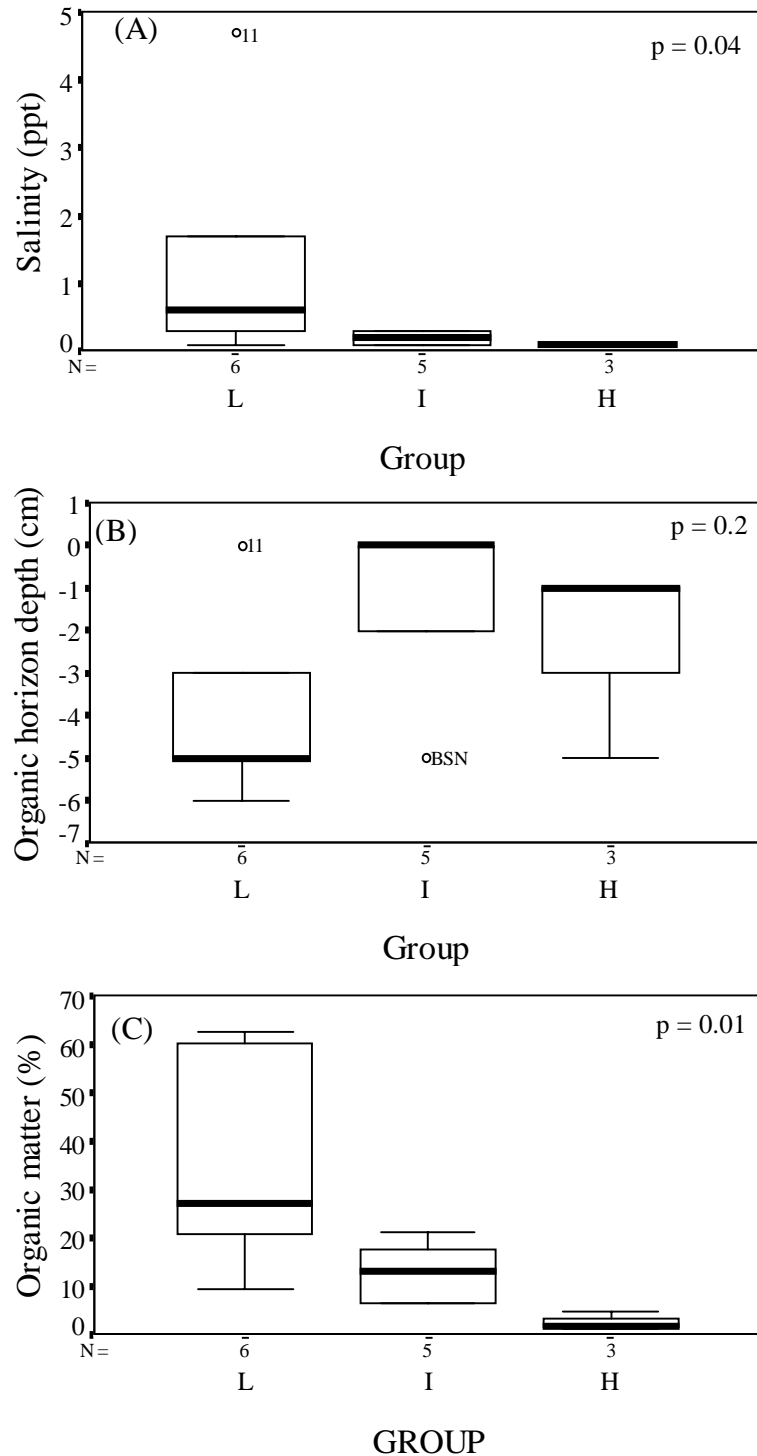 (A)
p = 0.04
Salinity (ppt)
5
4
3
2
1
0
11
N =
6
5
3
L
I
H
Group
(B)
p = 0.2
Organic horizon depth (cm)
1
0
-1
-2
-3
-4
-5
-6
-7
11
BSN
N =
6
5
3
L
I
H
Group
(C)
p = 0.01
Organic matter (%)
70
60
50
40
30
20
10
0
N =
6
5
3
L
I
H
GROUP